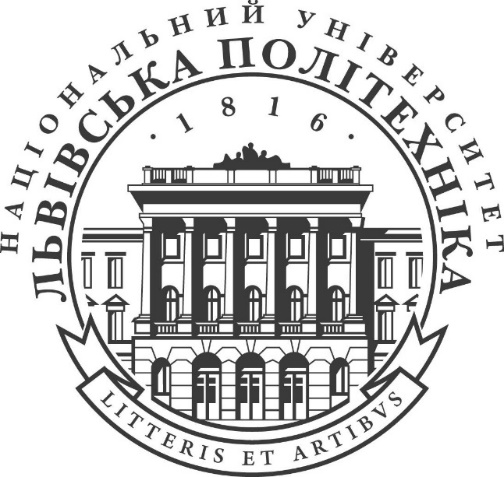 НАЦІОНАЛЬНИЙ УНІВЕРСИТЕТ
ЛЬВІВСЬКА ПОЛІТЕХНІКА
· 1816 ·
LITTERIS ET ARTIBVS